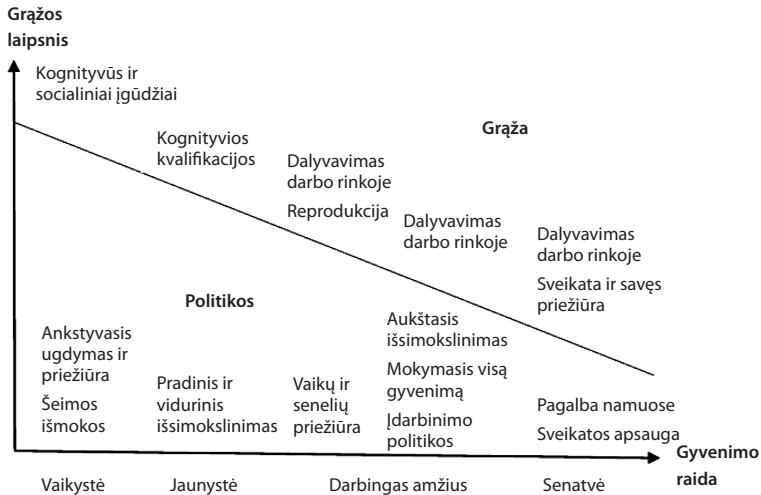 Grąžos
laipsnis
Kognityvūs ir
socialiniai įgūdžiai
Kognityvios
kvalifikacijos
Grąža
Dalyvavimas
darbo rinkoje
Reprodukcija
Dalyvavimas
darbo rinkoje
Dalyvavimas
darbo rinkoje
Sveikata ir savęs
priežiūra
Politikos
Ankstyvasis
ugdymas ir
priežiūra
Šeimos
išmokos
Pradinis ir
vidurinis
išsimokslinimas
Vaikų ir
senelių
priežiūra
Aukštasis
išsimokslinimas
Mokymasis visą
gyvenimą
Įdarbinimo
politikos
Pagalba namuose
Sveikatos apsauga
Gyvenimo
raida
Vaikystė
Jaunystė
Darbingas amžius
Senatvė